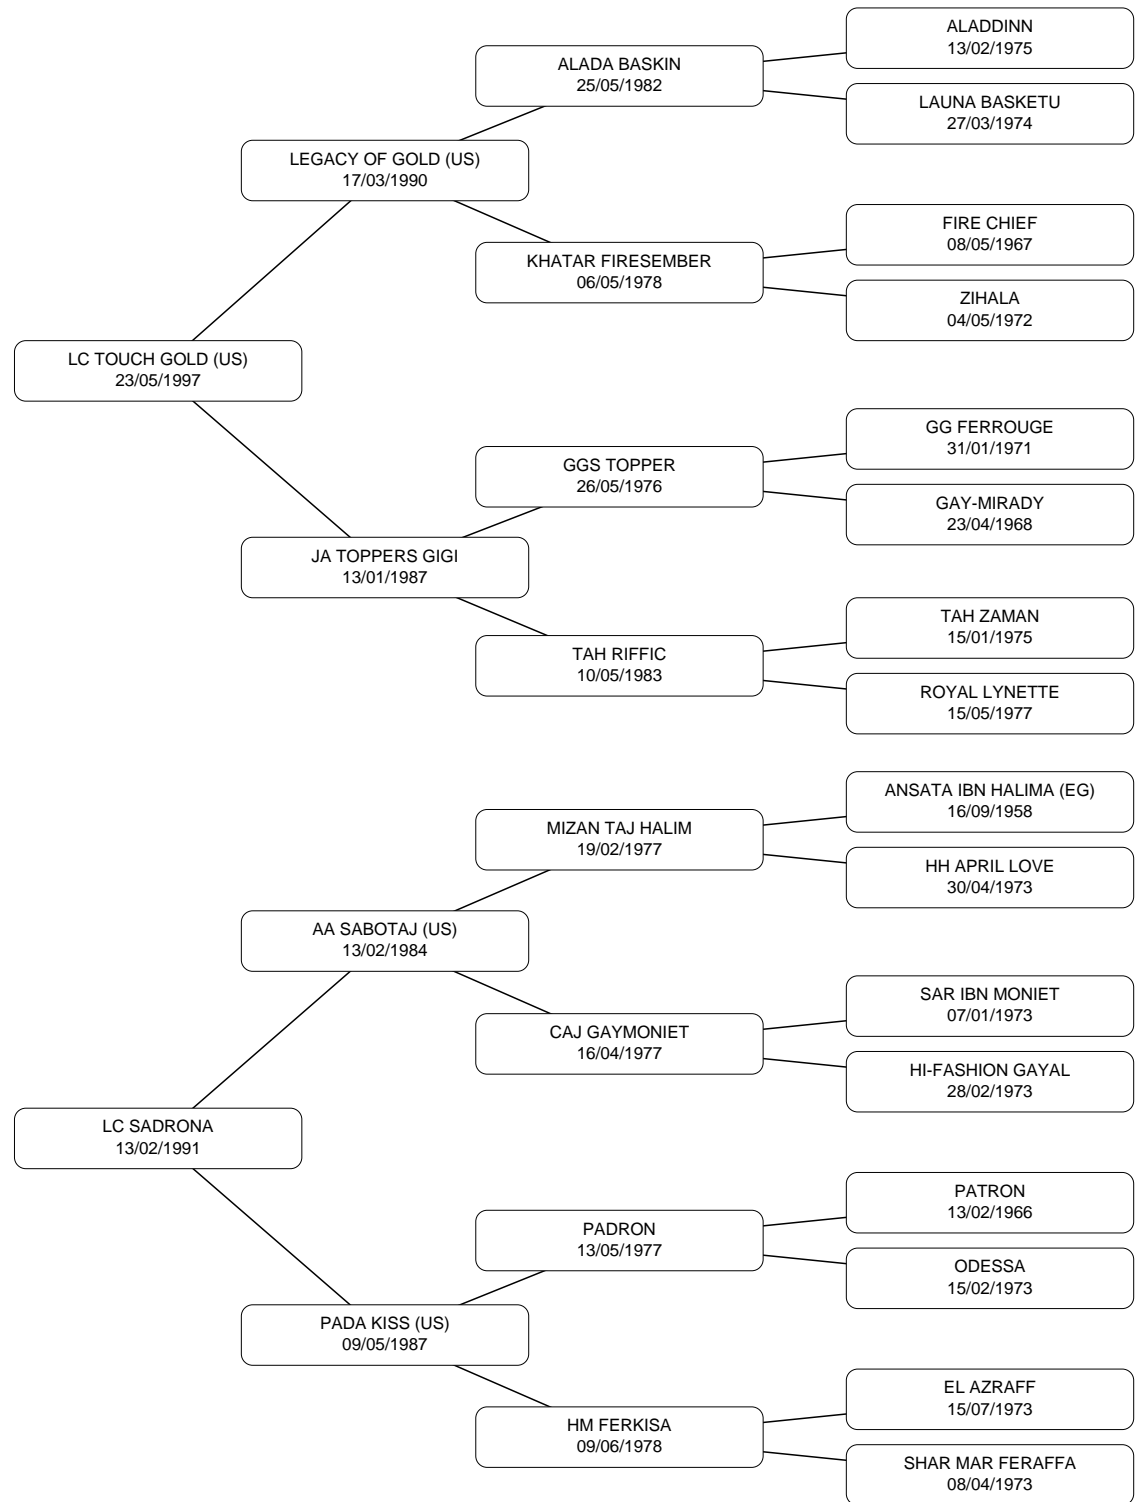 ALADDINN
13/02/1975
ALADA BASKIN
25/05/1982
LAUNA BASKETU
27/03/1974
LEGACY OF GOLD (US)
17/03/1990
FIRE CHIEF
08/05/1967
KHATAR FIRESEMBER
06/05/1978
ZIHALA
04/05/1972
LC TOUCH GOLD (US)
23/05/1997
GG FERROUGE
31/01/1971
GGS TOPPER
26/05/1976
GAY-MIRADY
23/04/1968
JA TOPPERS GIGI
13/01/1987
TAH ZAMAN
15/01/1975
TAH RIFFIC
10/05/1983
ROYAL LYNETTE
15/05/1977
ANSATA IBN HALIMA (EG)
16/09/1958
MIZAN TAJ HALIM
19/02/1977
HH APRIL LOVE
30/04/1973
AA SABOTAJ (US)
13/02/1984
SAR IBN MONIET
07/01/1973
CAJ GAYMONIET
16/04/1977
HI-FASHION GAYAL
28/02/1973
LC SADRONA
13/02/1991
PATRON
13/02/1966
PADRON
13/05/1977
ODESSA
15/02/1973
PADA KISS (US)
09/05/1987
EL AZRAFF
15/07/1973
HM FERKISA
09/06/1978
SHAR MAR FERAFFA
08/04/1973